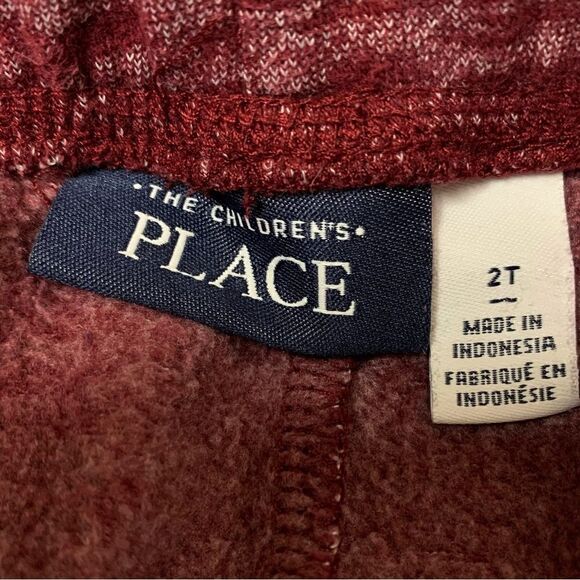 •THE CHILDREN'S•
PLACE
2T
MADE IN
INDONESIA
FABRIQUÉ EN
INDONÉSIE